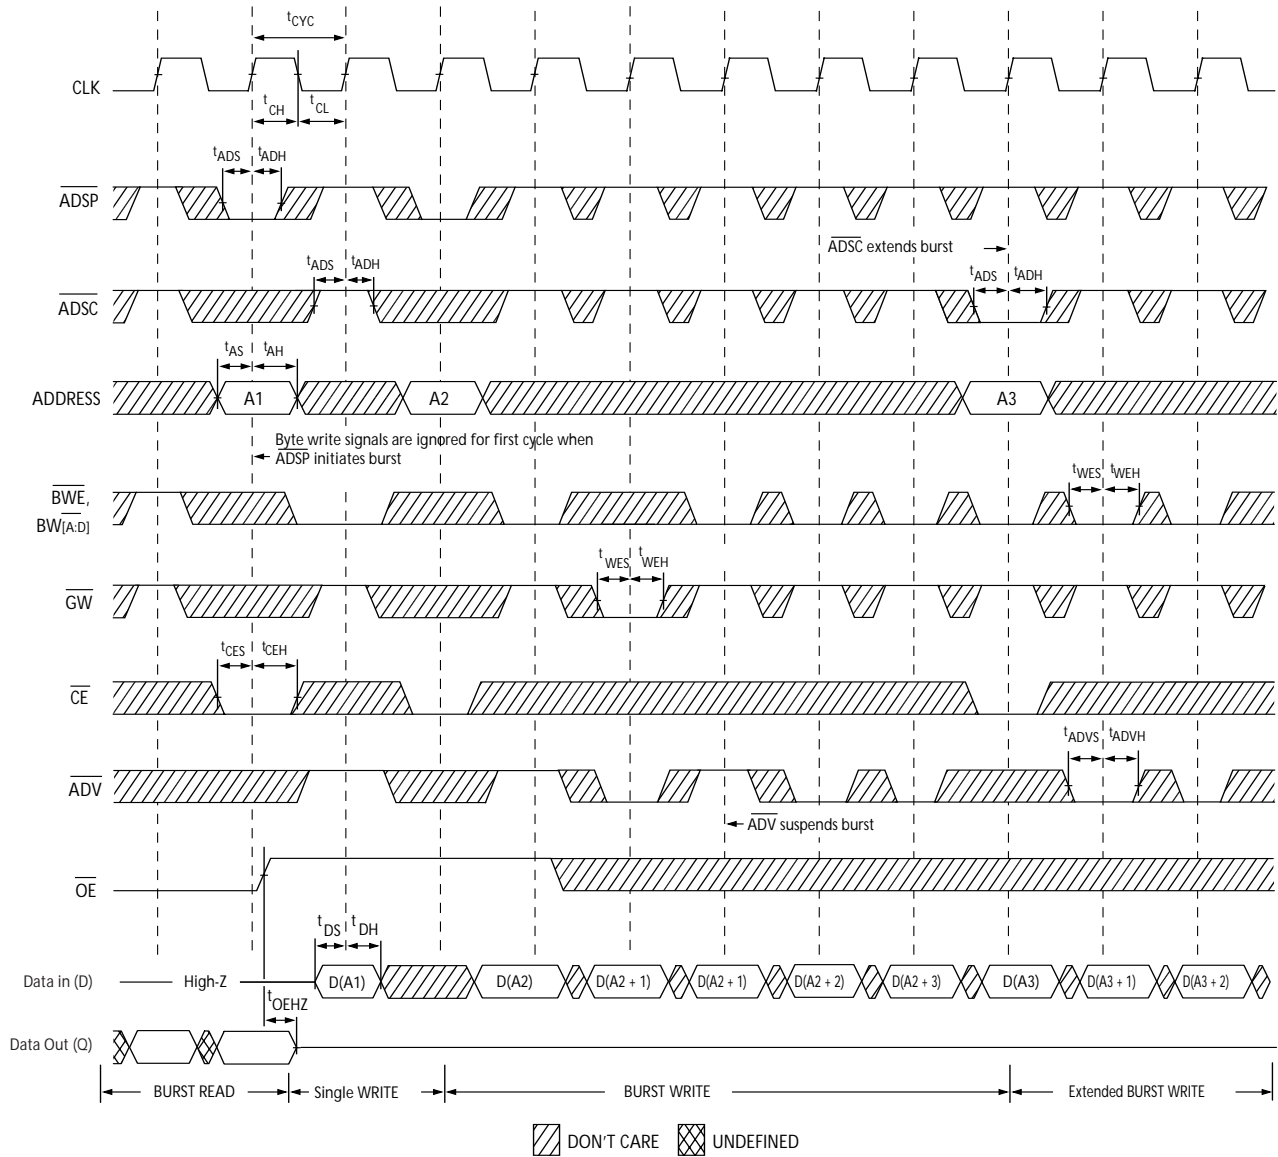 tCYC
CLK
tCH
tCL
tADS
tADH
ADSP
ADSC extends burst
tADS
tADH
tADS
tADH
ADSC
tAS
tAH
ADDRESS
A1
A2
A3
Byte write signals are ignored for first cycle when
ADSP initiates burst
tWES
tWEH
BWE,
BW[A:D]
tWES
tWEH
GW
tCES
tCEH
CE
tADVS
tADVH
ADV
ADV suspends burst
OE
tDS
tDH
Data in (D)
High-Z
D(A1)
D(A2)
D(A2 + 1)
D(A2 + 1)
D(A2 + 2)
D(A2 + 3)
D(A3)
D(A3 + 1)
D(A3 + 2)
tOEHZ
Data Out (Q)
BURST READ
Single WRITE
BURST WRITE
Extended BURST WRITE
DON'T CARE
UNDEFINED